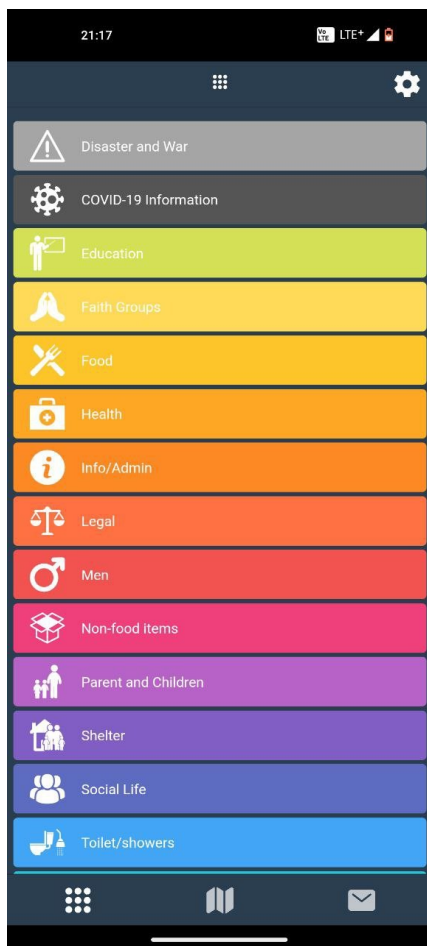 21:17
Vo LTE LTE+
Disaster and War
COVID-19 Information
Education
Faith Groups
Food
Health
Info/Admin
Legal
Men
Non-food items
Parent and Children
Shelter
Social Life
Toilet/showers